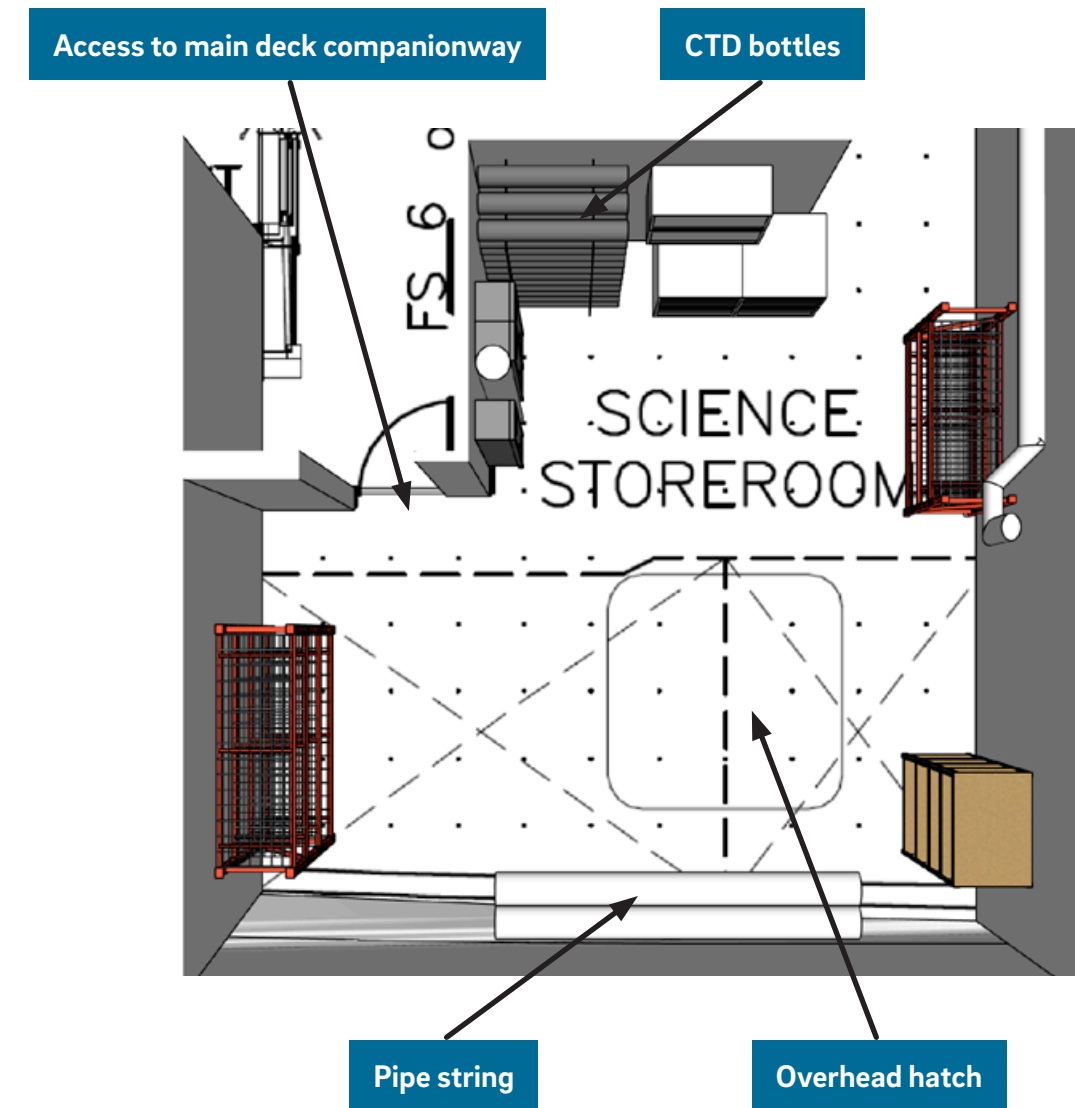 Access to main deck companionway
CTD bottles
FS 6
SCIENCE
STOREROOM
Pipe string
Overhead hatch